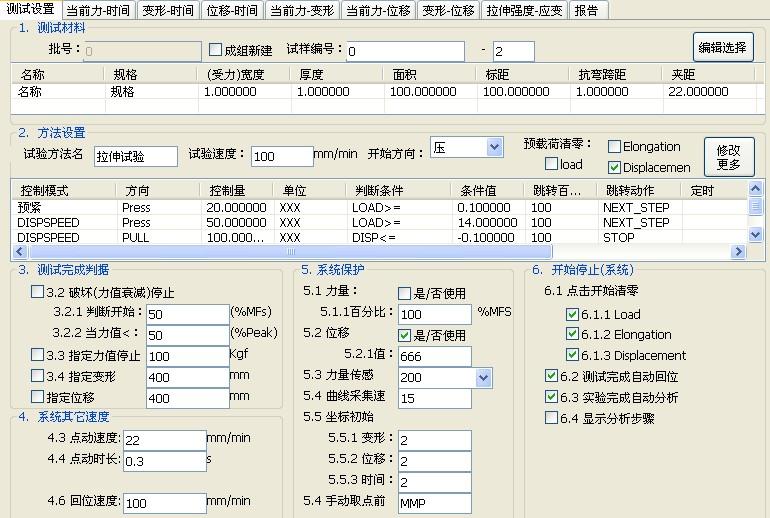 测试设置 当前力-时间 变形-时间 位移-时间 当前力-变形 当前力-位移 变形-位移 拉伸强度-应变 报告
1. 测试材料
批号: 0 成组新建 试样编号: 0 - 2 编辑选择
名称 规格 (受力)宽度 厚度 面积 标距 抗弯跨距 夹距
名称 规格 1.000000 1.000000 100.000000 100.000000 1.000000 22.000000
2. 方法设置
试验方法名 拉伸试验 试验速度: 100 mm/min 开始方向: 压 预载荷清零: Elongation
load Displacemen
修改
更多
控制模式 方向 控制量 单位 判断条件 条件值 跳转百... 跳转动作 定时
预紧 Press 20.000000 XXX LOAD>= 0.100000 100 NEXT_STEP
DISPSPEED Press 50.000000 XXX LOAD>= 14.000000 100 NEXT_STEP
DISPSPEED PULL 100.000... XXX DISP<= -0.100000 100 STOP
3. 测试完成判据
3.2 破坏(力值衰减)停止
3.2.1 判断开始: 50 (%MFs)
3.2.2 当力值<: 50 (%Peak)
3.3 指定力值停止 100 Kgf
3.4 指定变形 400 mm
指定位移 400 mm
4. 系统其它速度
4.3 点动速度: 22 mm/min
4.4 点动时长: 0.3 s
4.6 回位速度: 100 mm/min
5. 系统保护
5.1 力量: 是/否使用
5.1.1百分比: 100 %MFS
5.2 位移 是/否使用
5.2.1值: 666
5.3 力量传感 200
5.4 曲线采集速 15
5.5 坐标初始
5.5.1 变形: 2
5.5.2 位移: 2
5.5.3 时间: 2
5.4 手动取点前 MMP
6. 开始停止(系统)
6.1 点击开始清零
6.1.1 Load
6.1.2 Elongation
6.1.3 Displacement
6.2 测试完成自动回位
6.3 实验完成自动分析
6.4 显示分析步骤